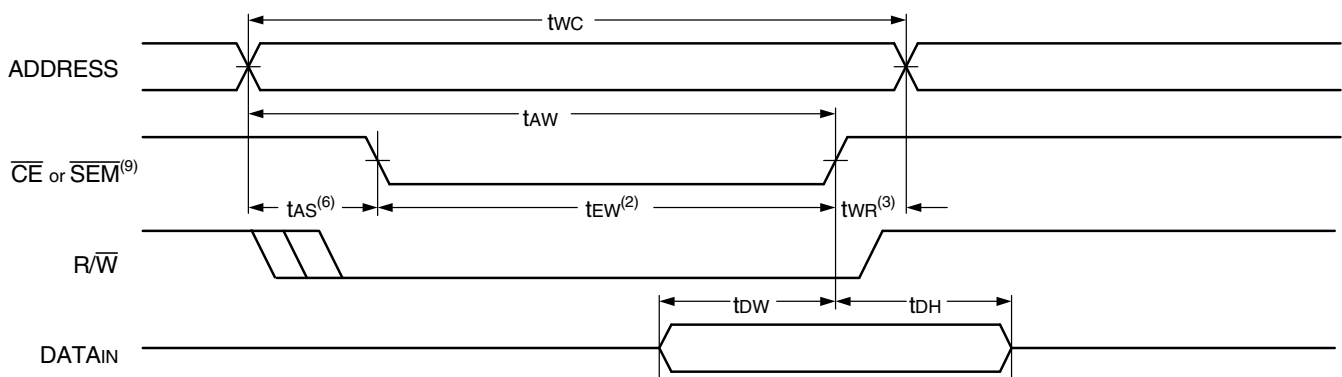 tWC
ADDRESS
tAW
CE or SEM(9)
tAS(6) tEW(2) tWR(3)
R/W
tDW tDH
DATAIN